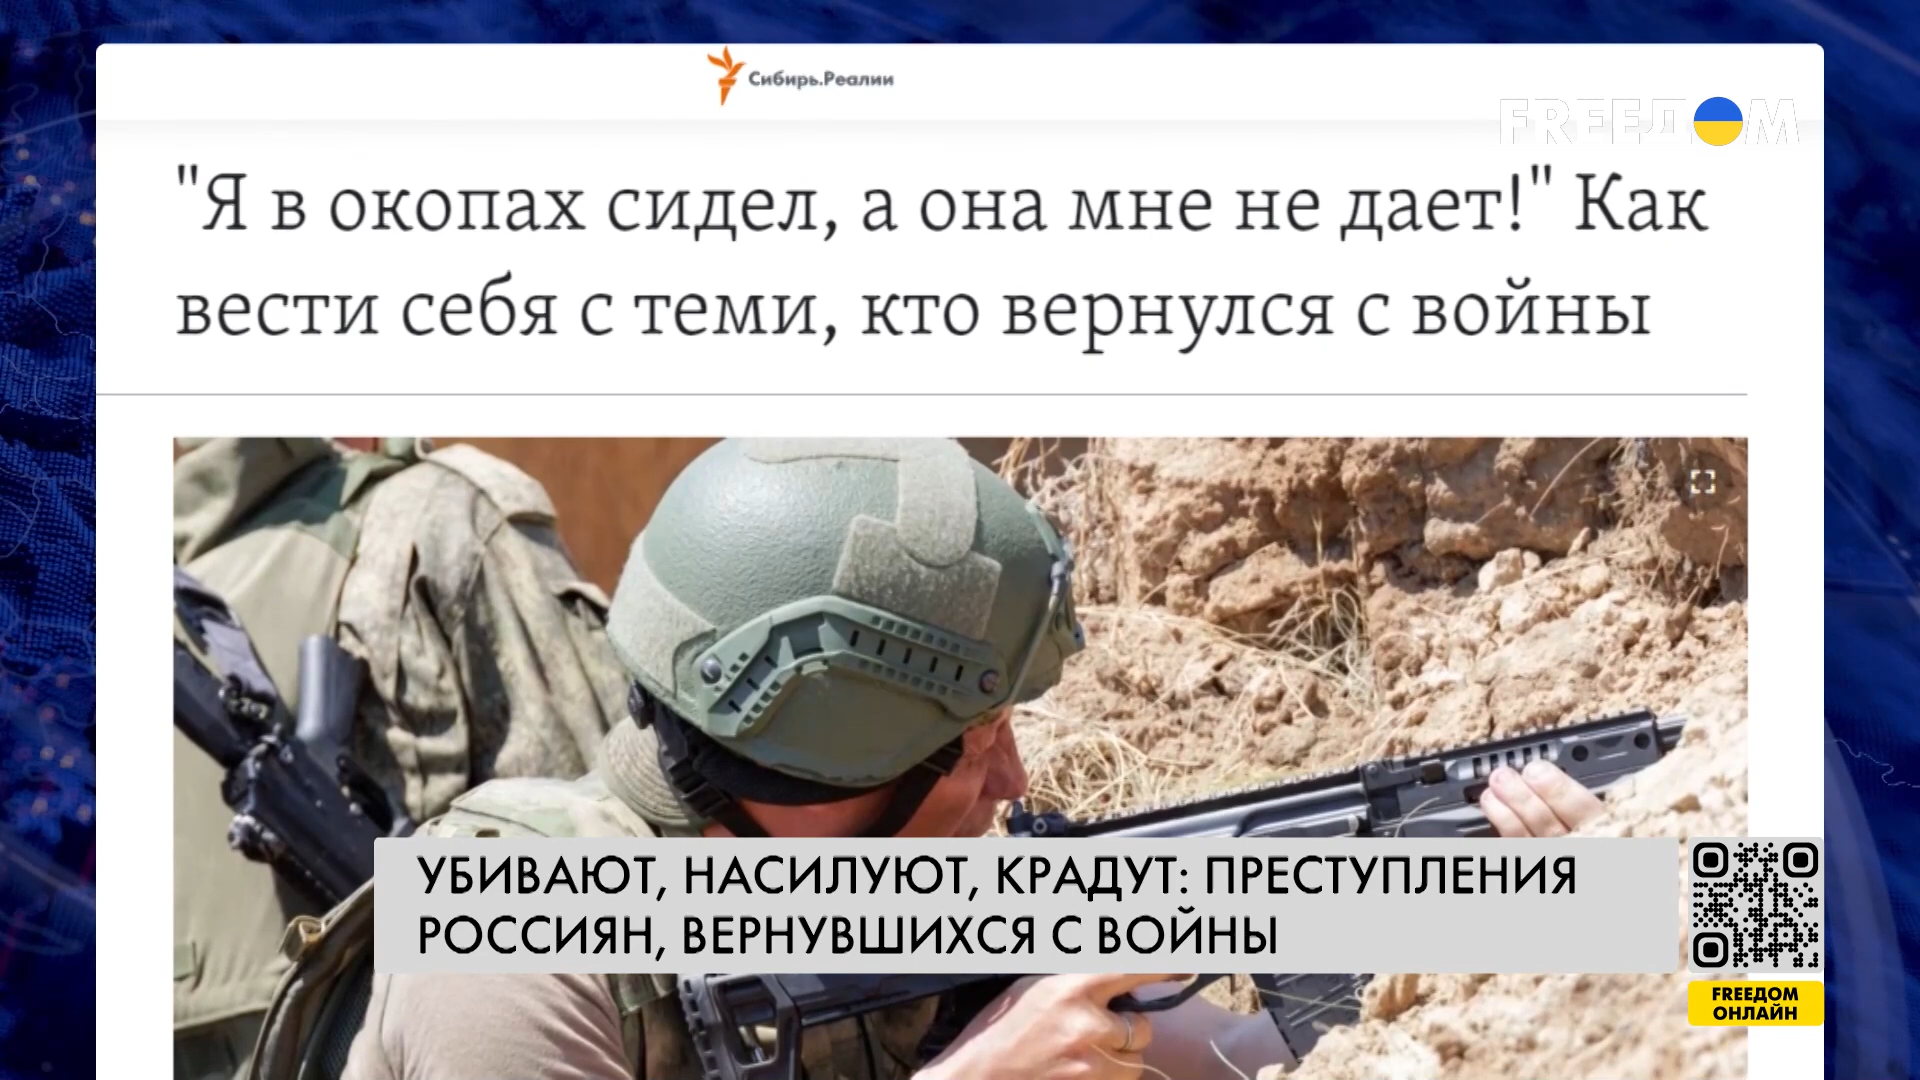 Сибирь.Реалии
FREEДOM
"Я в окопах сидел, а она мне не дает!" Как
вести себя с теми, кто вернулся с войны
УБИВАЮТ, НАСИЛУЮТ, КРАДУТ: ПРЕСТУПЛЕНИЯ
РОССИЯН, ВЕРНУВШИХСЯ С ВОЙНЫ
FREEДOM
ОНЛАЙН